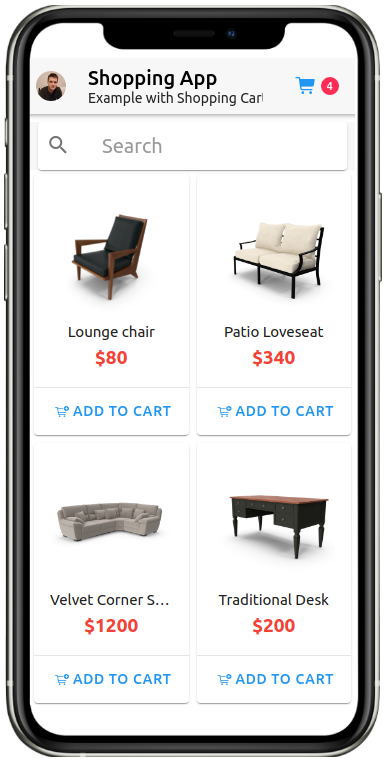 Shopping App
Example with Shopping Cart
4
Search
Lounge chair
$80
ADD TO CART
Patio Loveseat
$340
ADD TO CART
Velvet Corner S...
$1200
ADD TO CART
Traditional Desk
$200
ADD TO CART